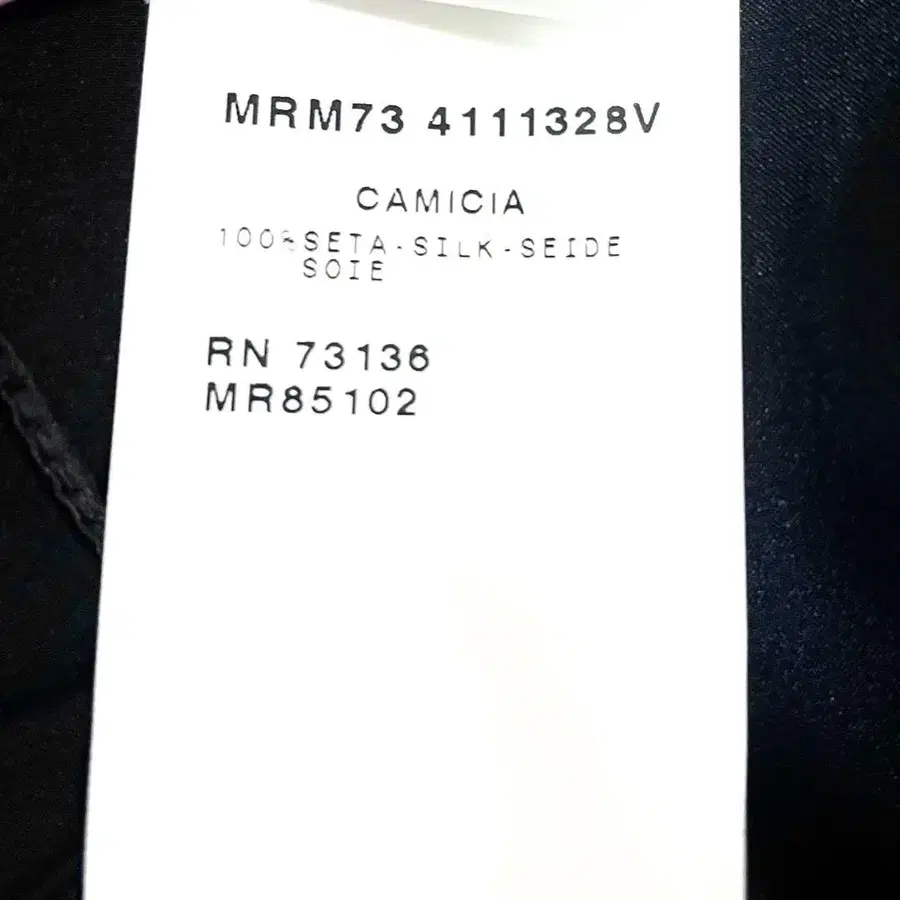 MRM73 4111328V
CAMICIA
100%SETA-SILK-SEIDE
SOIE
RN 73136
MR85102